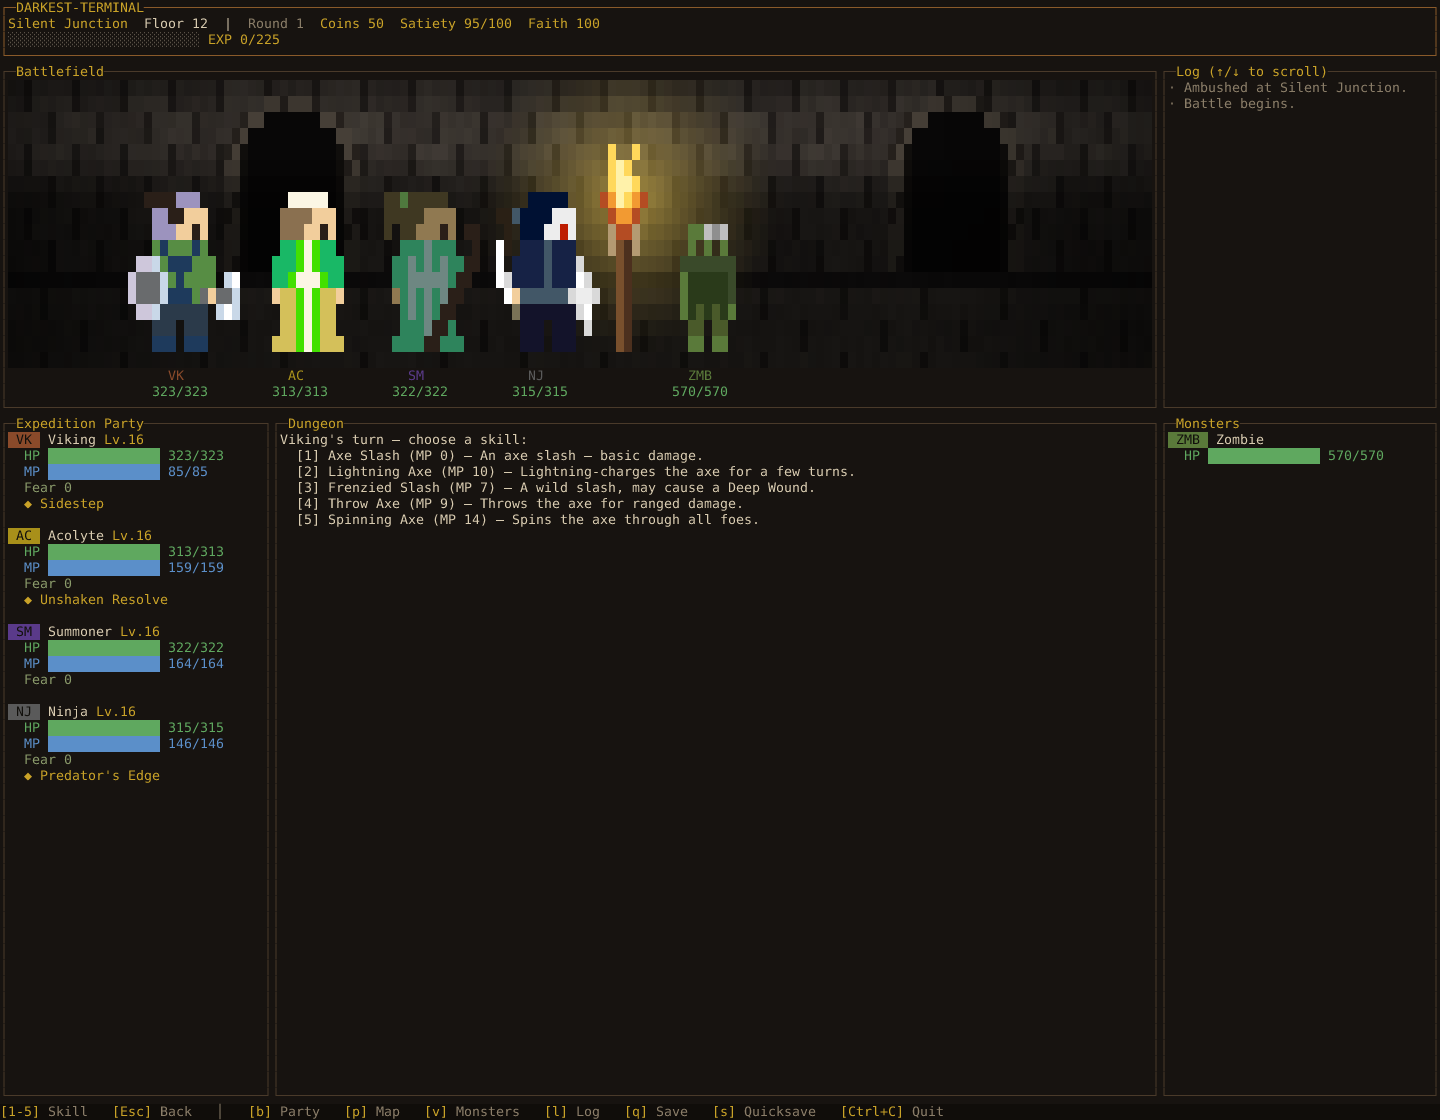 DARKEST-TERMINAL
Silent Junction Floor 12 | Round 1 Coins 50 Satiety 95/100 Faith 100
EXP 0/225
Battlefield
VK AC SM NJ ZMB
323/323 313/313 322/322 315/315 570/570
Log (↑/↓ to scroll)
· Ambushed at Silent Junction.
· Battle begins.
Expedition Party
VK Viking Lv.16
HP 323/323
MP 85/85
Fear 0
◆ Sidestep
AC Acolyte Lv.16
HP 313/313
MP 159/159
Fear 0
◆ Unshaken Resolve
SM Summoner Lv.16
HP 322/322
MP 164/164
Fear 0
NJ Ninja Lv.16
HP 315/315
MP 146/146
Fear 0
◆ Predator's Edge
Dungeon
Viking's turn — choose a skill:
[1] Axe Slash (MP 0) — An axe slash — basic damage.
[2] Lightning Axe (MP 10) — Lightning-charges the axe for a few turns.
[3] Frenzied Slash (MP 7) — A wild slash, may cause a Deep Wound.
[4] Throw Axe (MP 9) — Throws the axe for ranged damage.
[5] Spinning Axe (MP 14) — Spins the axe through all foes.
Monsters
ZMB Zombie
HP 570/570
[1-5] Skill [Esc] Back | [b] Party [p] Map [v] Monsters [l] Log [q] Save [s] Quicksave [Ctrl+C] Quit